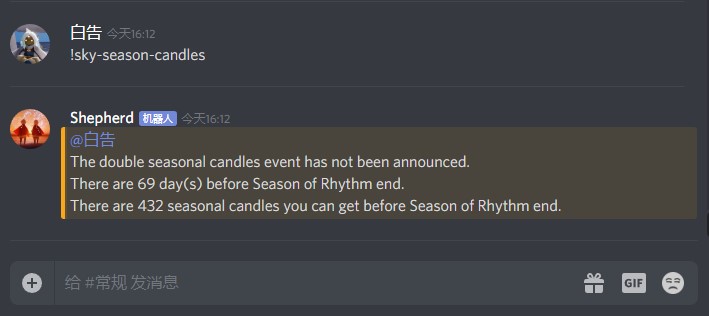 白告 今天16:12
!sky-season-candles
Shepherd 机器人 今天16:12
@白告
The double seasonal candles event has not been announced.
There are 69 day(s) before Season of Rhythm end.
There are 432 seasonal candles you can get before Season of Rhythm end.
给 #常规 发消息
GIF